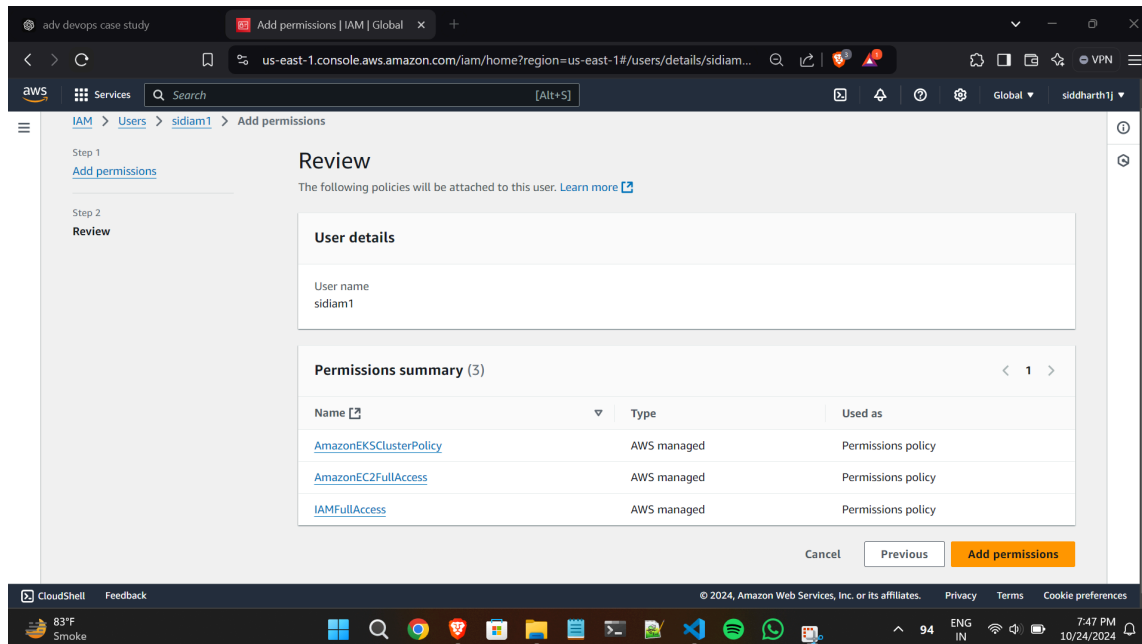 adv devops case study
Add permissions | IAM | Global
us-east-1.console.aws.amazon.com/iam/home?region=us-east-1#/users/details/sidiam...
3
1
VPN
aws
Services
Search
[Alt+S]
Global
siddharth1j
IAM > Users > sidiam1 > Add permissions
Step 1
Add permissions
Step 2
Review
Review
The following policies will be attached to this user. Learn more
User details
User name
sidiam1
Permissions summary (3)
1
Name Type Used as
AmazonEKSClusterPolicy AWS managed Permissions policy
AmazonEC2FullAccess AWS managed Permissions policy
IAMFullAccess AWS managed Permissions policy
Cancel Previous Add permissions
CloudShell Feedback © 2024, Amazon Web Services, Inc. or its affiliates. Privacy Terms Cookie preferences
83°F
Smoke
94
ENG
IN
7:47 PM
10/24/2024